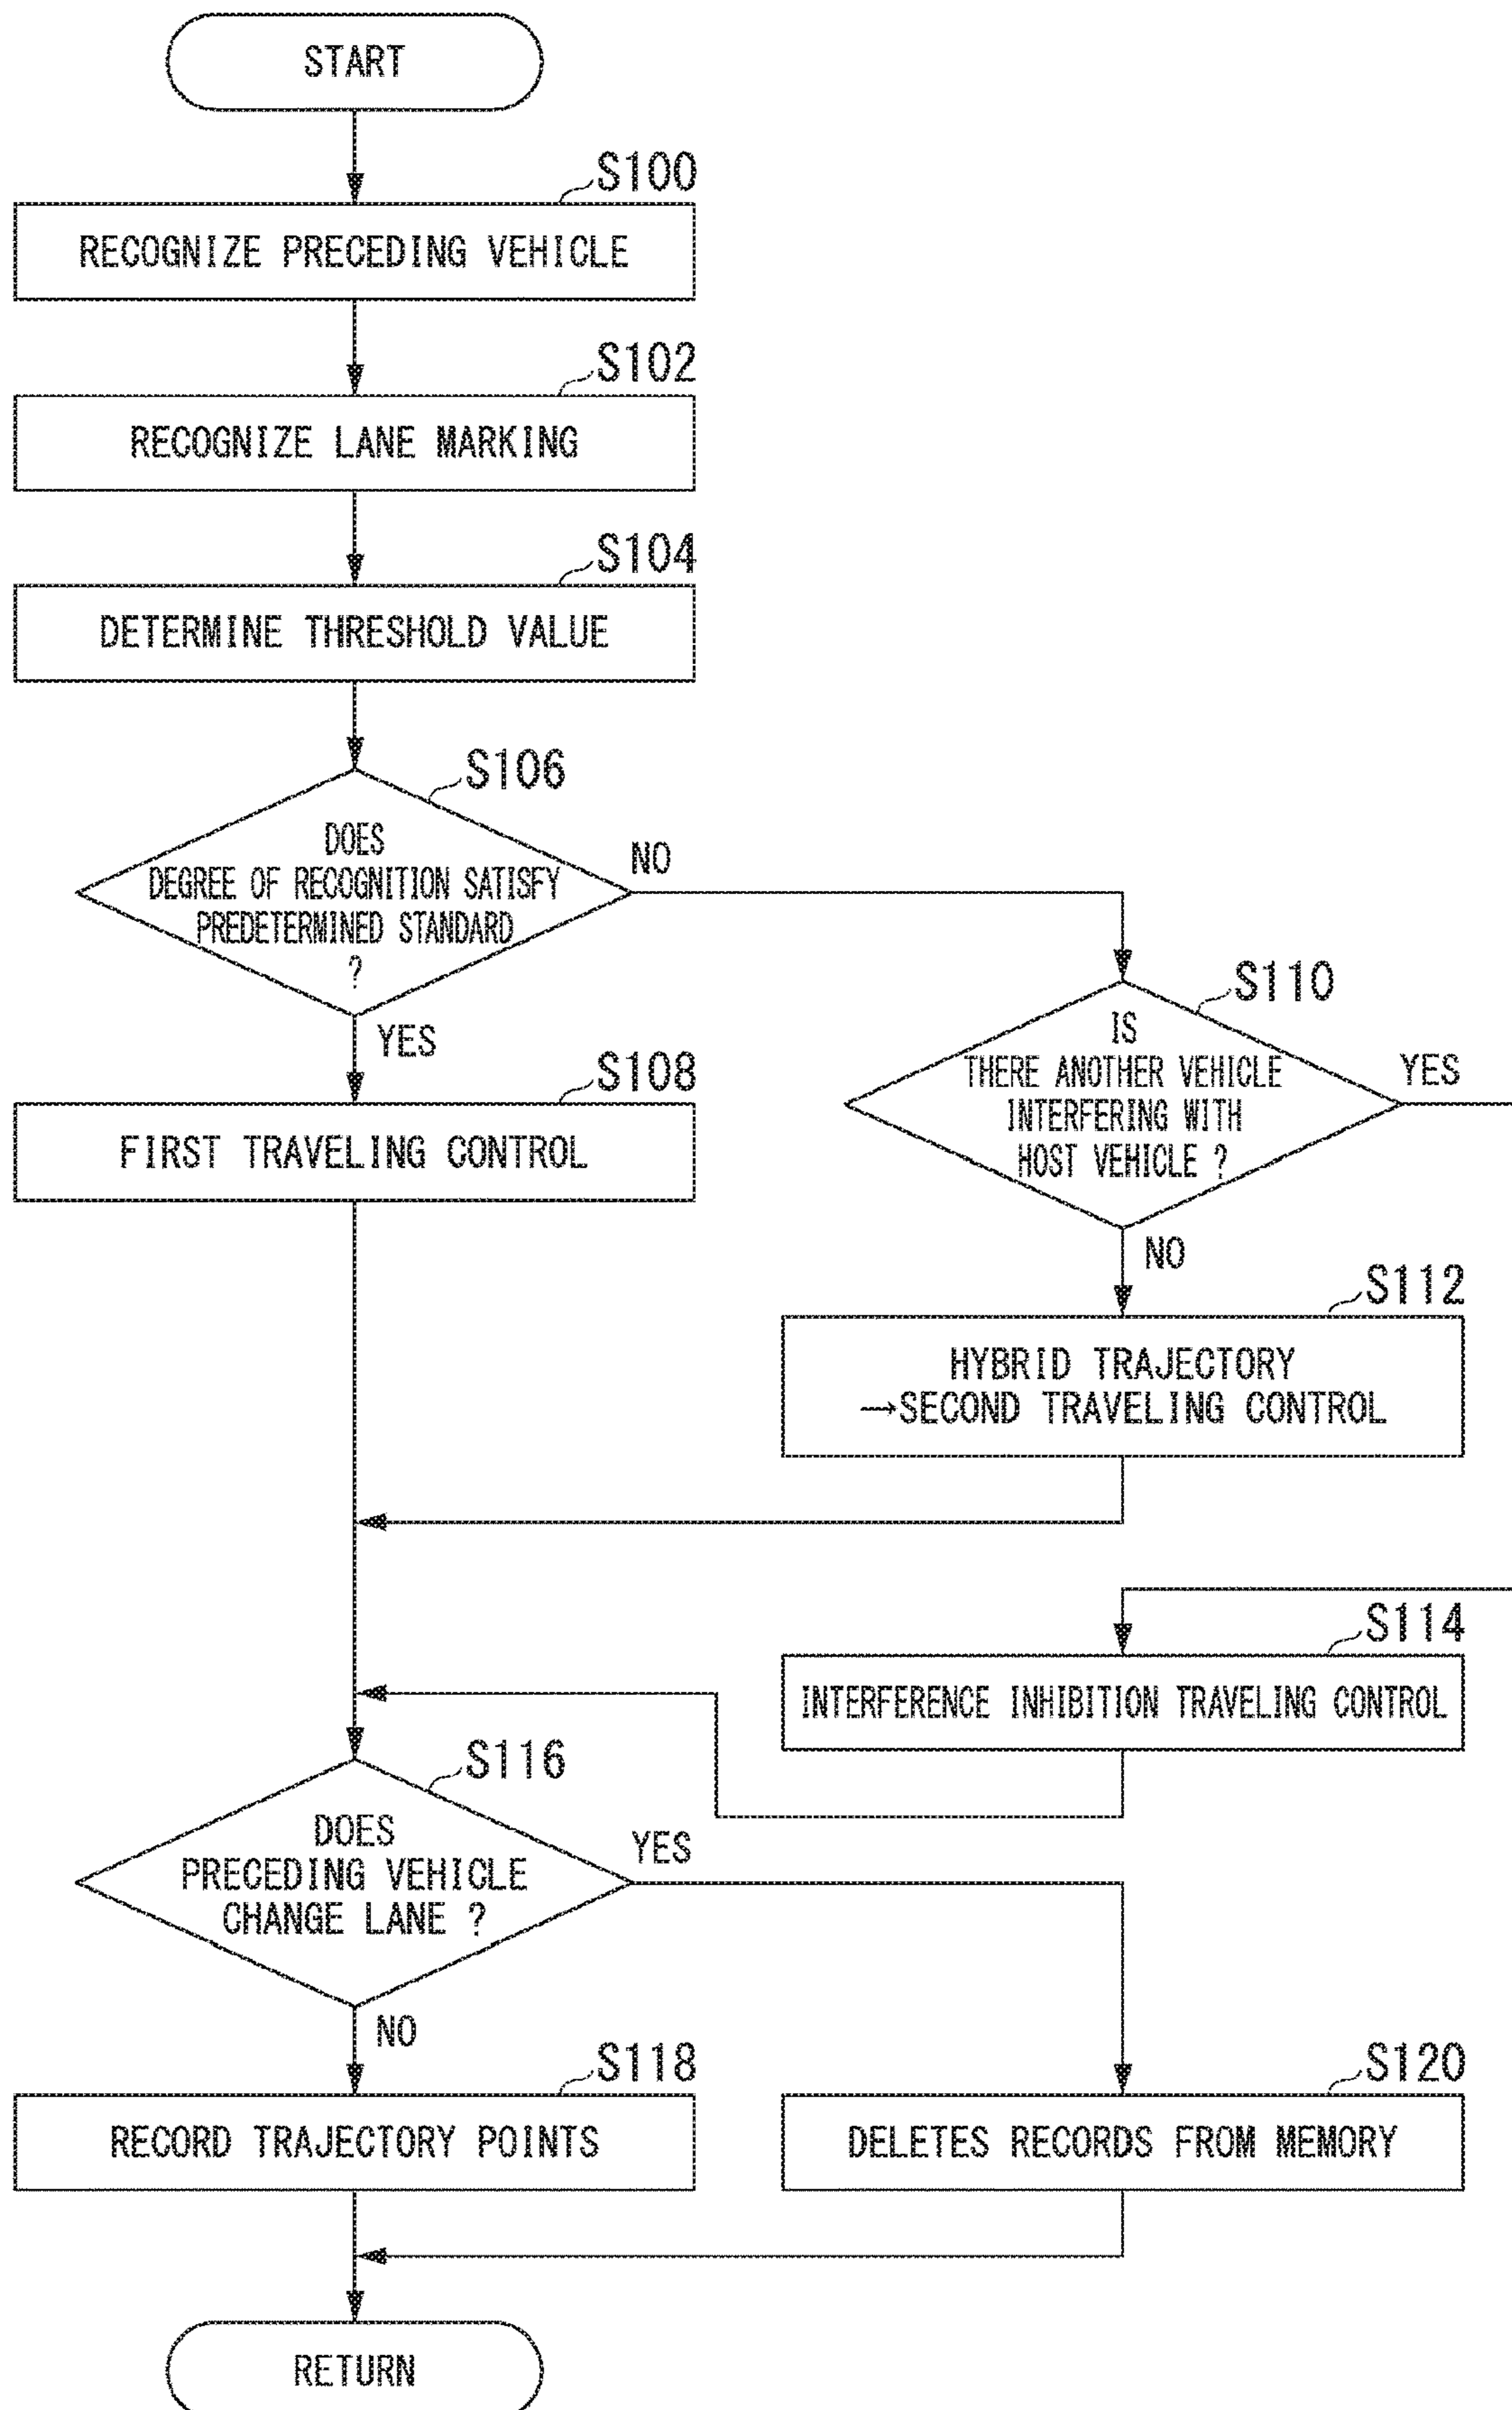 START
S100
RECOGNIZE PRECEDING VEHICLE
S102
RECOGNIZE LANE MARKING
S104
DETERMINE THRESHOLD VALUE
S106
DOES
DEGREE OF RECOGNITION SATISFY
PREDETERMINED STANDARD
?
NO
YES
S108
FIRST TRAVELING CONTROL
S110
IS
THERE ANOTHER VEHICLE
INTERFERING WITH
HOST VEHICLE ?
YES
NO
S112
HYBRID TRAJECTORY
→SECOND TRAVELING CONTROL
S114
INTERFERENCE INHIBITION TRAVELING CONTROL
S116
DOES
PRECEDING VEHICLE
CHANGE LANE ?
YES
NO
S118
RECORD TRAJECTORY POINTS
S120
DELETES RECORDS FROM MEMORY
RETURN